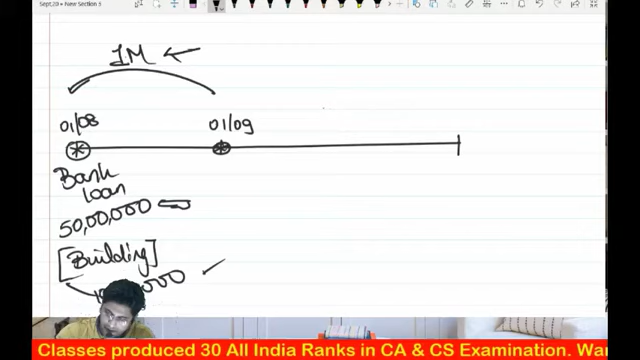 Sept,20 – New Section 5
1M
01/08
01/09
Bank
loan
50,00,000
[Building]
Classes produced 30 All India Ranks in CA & CS Examination. Wa